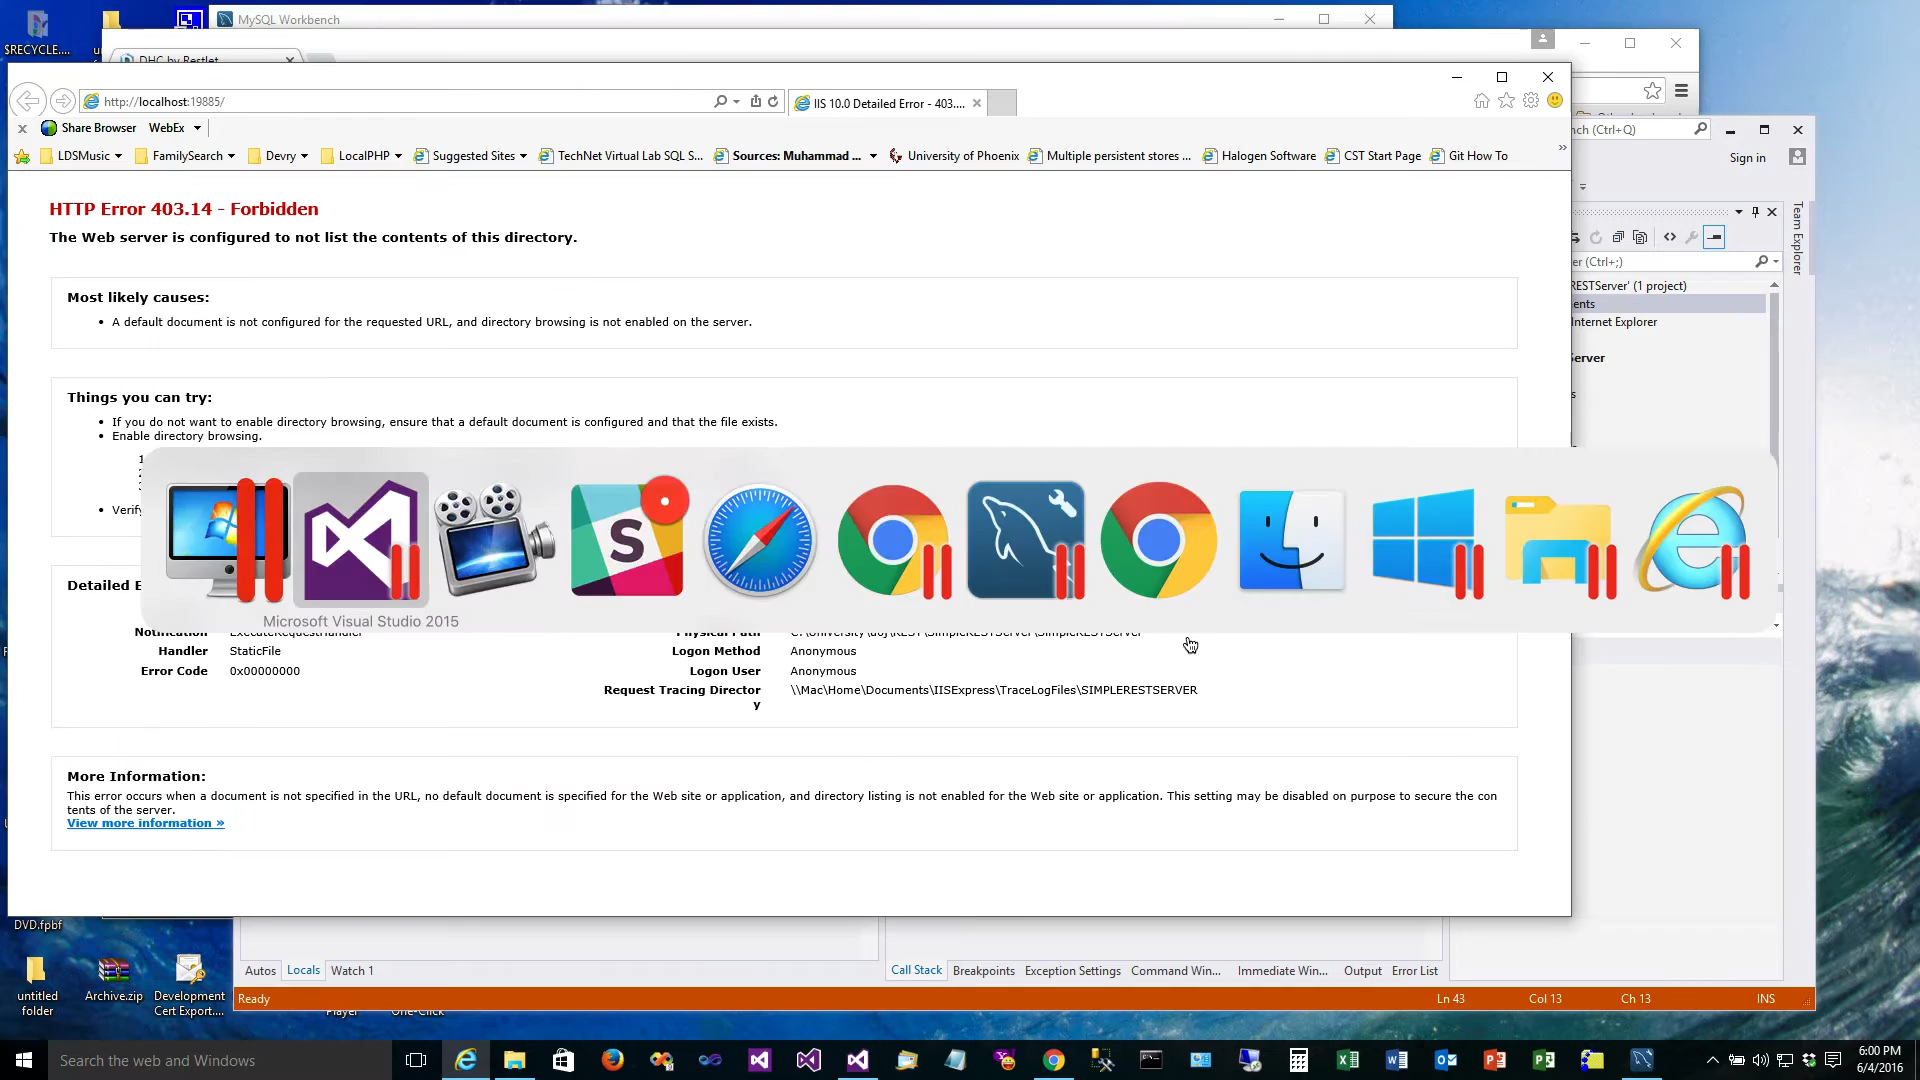 $RECYCLE....
MySQL Workbench
DHC by Restlet
http://localhost:19885/
IIS 10.0 Detailed Error - 403....
Share Browser
WebEx
LDSMusic
FamilySearch
Devry
LocalPHP
Suggested Sites
TechNet Virtual Lab SQL S...
Sources: Muhammad ...
University of Phoenix
Multiple persistent stores ...
Halogen Software
CST Start Page
Git How To
(Ctrl+Q)
Sign in
Team Explorer
(Ctrl+;)
RESTServer' (1 project)
Internet Explorer
HTTP Error 403.14 - Forbidden
The Web server is configured to not list the contents of this directory.
Most likely causes:
• A default document is not configured for the requested URL, and directory browsing is not enabled on the server.
Things you can try:
• If you do not want to enable directory browsing, ensure that a default document is configured and that the file exists.
• Enable directory browsing.
S
Microsoft Visual Studio 2015
Handler StaticFile
Error Code 0x00000000
Logon Method Anonymous
Logon User Anonymous
Request Tracing Director
y
\\Mac\Home\Documents\IISExpress\TraceLogFiles\SIMPLERESTSERVER
More Information:
This error occurs when a document is not specified in the URL, no default document is specified for the Web site or application, and directory listing is not enabled for the Web site or application. This setting may be disabled on purpose to secure the con
tents of the server.
View more information »
DVD.fpbf
untitled
folder
Archive.zip
Development
Cert Export....
Autos
Locals
Watch 1
Call Stack
Breakpoints
Exception Settings
Command Win...
Immediate Win...
Output
Error List
Ready
Ln 43
Col 13
Ch 13
INS
Search the web and Windows
6:00 PM
6/4/2016